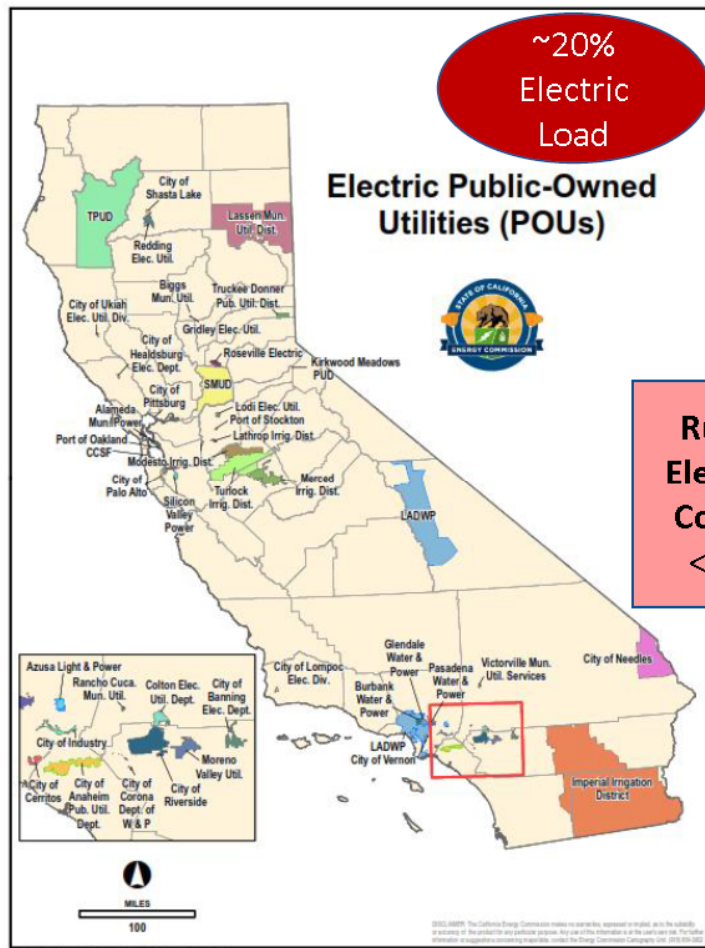 ~20%
Electric
Load
Electric Public-Owned
Utilities (POUs)
STATE OF CALIFORNIA
ENERGY COMMISSION
City of
Shasta Lake
TPUD
Redding
Elec. Util.
Lassen Mun.
Util. Dist.
Biggs
Mun. Util.
Truckee Donner
Pub. Util. Dist.
City of Ukiah
Elec. Util. Div.
Gridley Elec. Util.
City of
Healdsburg
Elec. Dept.
Roseville Electric
Kirkwood Meadows
PUD
SMUD
City of
Pittsburg
Lodi Elec. Util.
Port of Stockton
Lathrop Irrig. Dist.
Alameda
Mun. Power
Port of Oakland
CCSF
Modesto Irrig. Dist.
City of
Palo Alto
Silicon
Valley
Power
Turlock
Irrig. Dist.
Merced
Irrig. Dist.
LADWP
Ru
Ele
Co
<
City of Lompoc
Elec. Div.
Glendale
Water &
Power
Burbank
Water &
Power
Pasadena
Water
& Power
Victorville Mun.
Util. Services
City of Needles
LADWP
City of Vernon
Imperial Irrigation
District
Azusa Light & Power
Rancho Cuca.
Mun. Util.
Colton Elec.
Util. Dept.
City of
Banning
Elec. Dept.
City of Industry
Moreno
Valley Util.
City of
Cerritos
City of
Anaheim
Pub. Util.
Dept.
City of
Corona
Dept. of
W & P
City of
Riverside
MILES
100